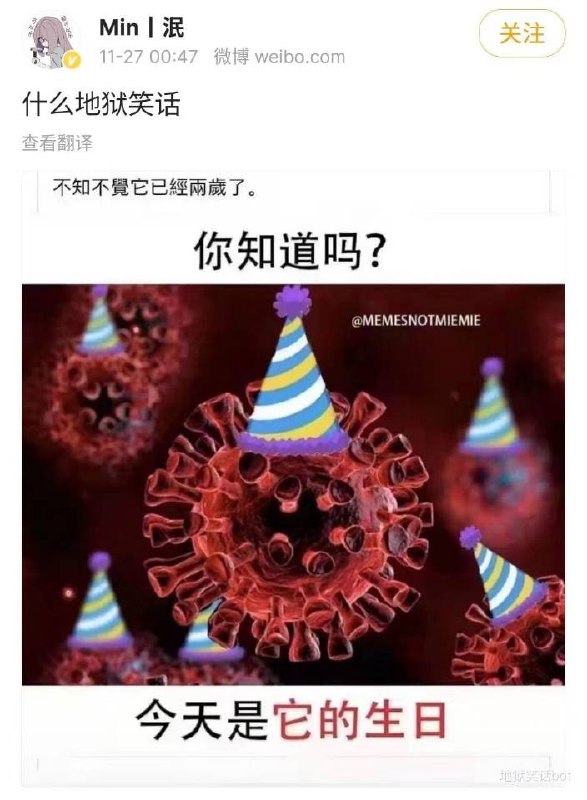 Min丨泯
11-27 00:47 微博 weibo.com
关注
什么地狱笑话
查看翻译
不知不覺它已經兩歲了。
你知道吗?
@MEMESNOTMIEMIE
今天是它的生日
地狱笑话bot